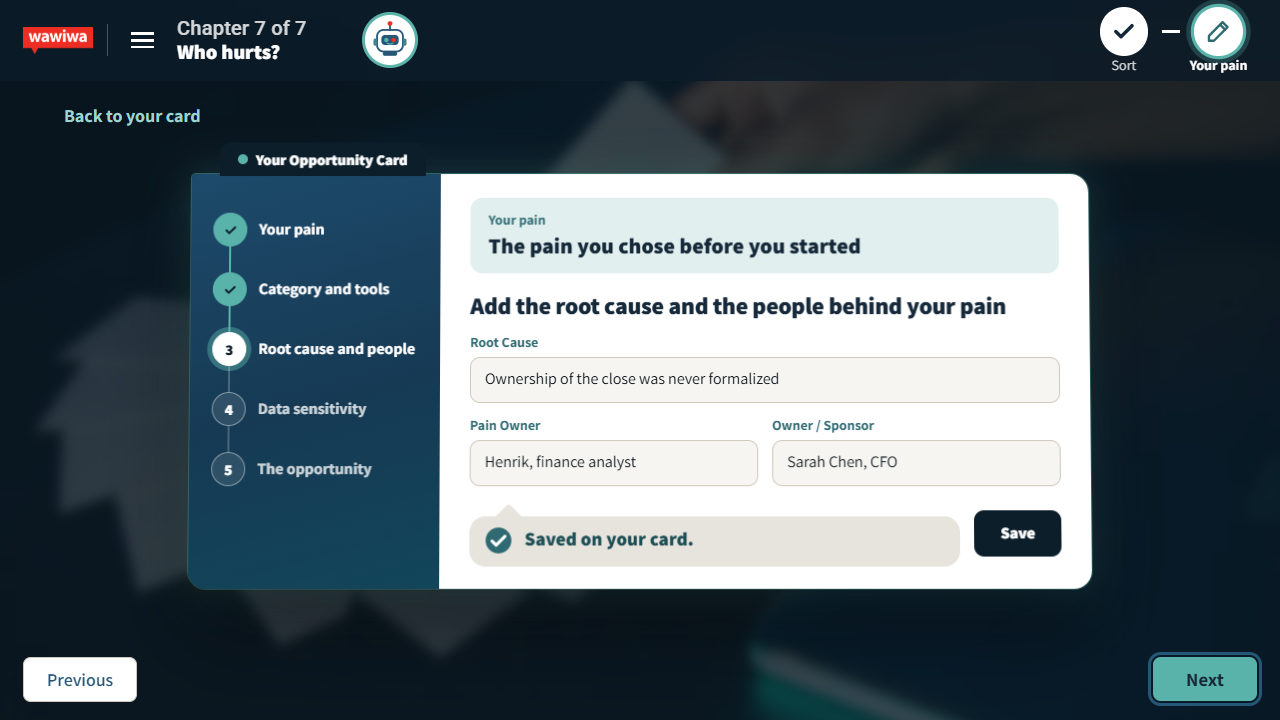 wawiwa
Chapter 7 of 7
Who hurts?
Sort
Your pain
Back to your card
Your Opportunity Card
Your pain
Category and tools
3
Root cause and people
4
Data sensitivity
5
The opportunity
Your pain
The pain you chose before you started
Add the root cause and the people behind your pain
Root Cause
Ownership of the close was never formalized
Pain Owner
Owner / Sponsor
Henrik, finance analyst
Sarah Chen, CFO
Saved on your card.
Save
Previous
Next